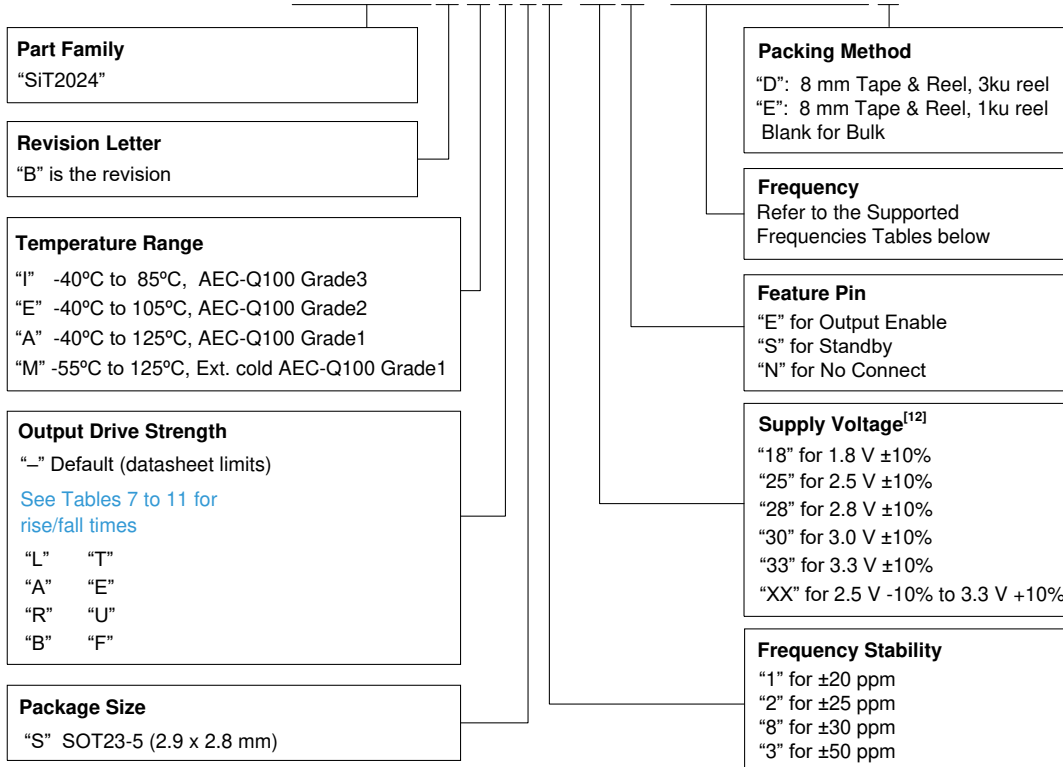 Part Family
“SiT2024”
Revision Letter
“B” is the revision
Temperature Range
“I” -40ºC to 85ºC, AEC-Q100 Grade3
“E” -40ºC to 105ºC, AEC-Q100 Grade2
“A” -40ºC to 125ºC, AEC-Q100 Grade1
“M” -55ºC to 125ºC, Ext. cold AEC-Q100 Grade1
Output Drive Strength
“–” Default (datasheet limits)
See Tables 7 to 11 for
rise/fall times
“L” “T”
“A” “E”
“R” “U”
“B” “F”
Package Size
“S” SOT23-5 (2.9 x 2.8 mm)
Packing Method
“D”: 8 mm Tape & Reel, 3ku reel
“E”: 8 mm Tape & Reel, 1ku reel
Blank for Bulk
Frequency
Refer to the Supported
Frequencies Tables below
Feature Pin
“E” for Output Enable
“S” for Standby
“N” for No Connect
Supply Voltage[12]
“18” for 1.8 V ±10%
“25” for 2.5 V ±10%
“28” for 2.8 V ±10%
“30” for 3.0 V ±10%
“33” for 3.3 V ±10%
“XX” for 2.5 V -10% to 3.3 V +10%
Frequency Stability
“1” for ±20 ppm
“2” for ±25 ppm
“8” for ±30 ppm
“3” for ±50 ppm